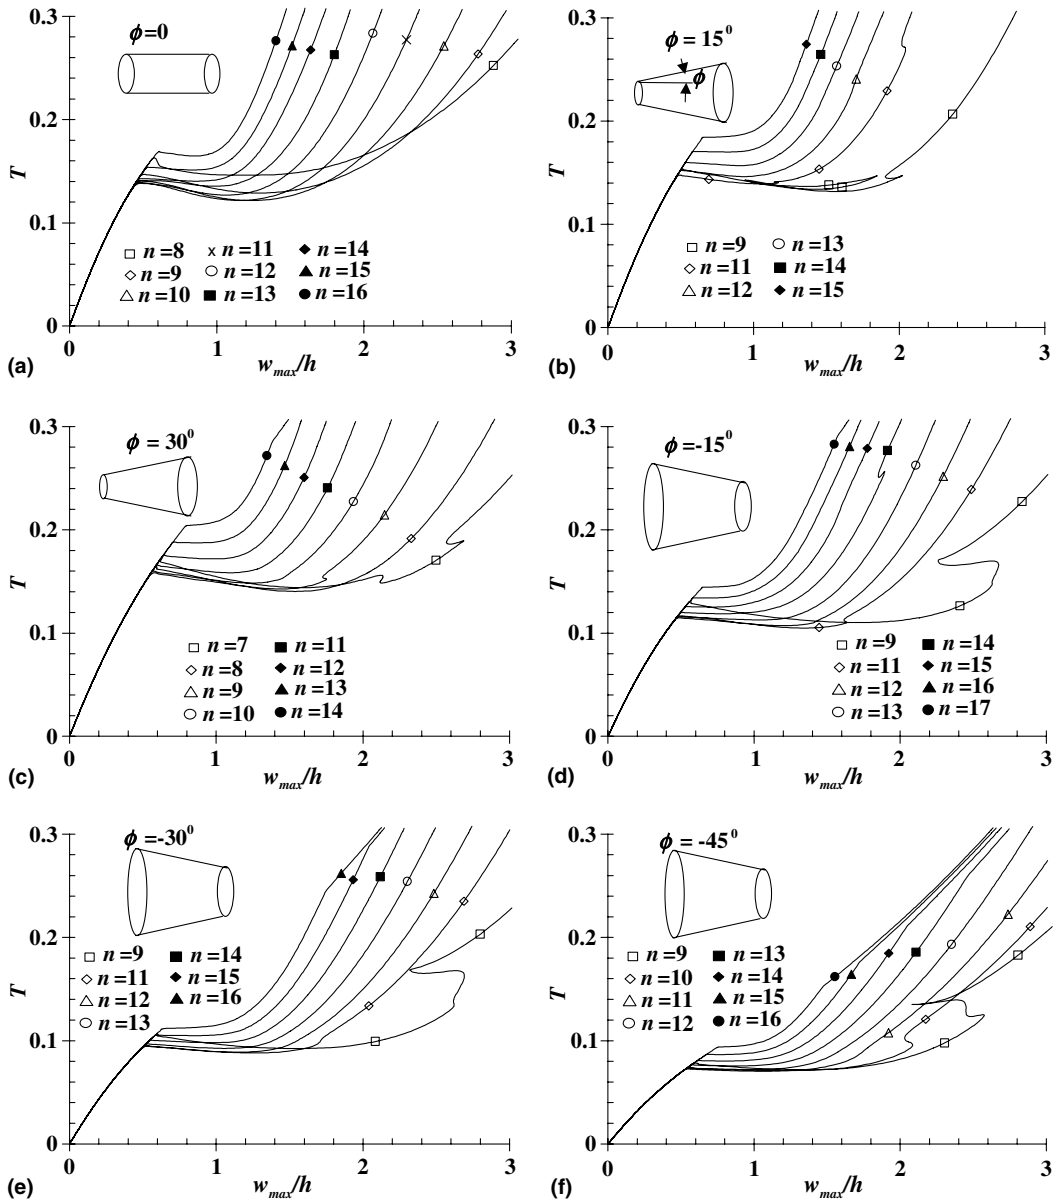 0.3
ϕ=0
0.2
T
0.1
n=8
n=9
n=10
x n=11
n=12
n=13
n=14
n=15
n=16
0
0
1
2
3
(a)
w_max/h
0.3
ϕ = 15⁰
ϕ
0.2
T
0.1
n=9
n=11
n=12
n=13
n=14
n=15
0
0
1
2
3
(b)
w_max/h
0.3
ϕ = 30⁰
0.2
T
0.1
n=7
n=8
n=9
n=10
n=11
n=12
n=13
n=14
0
0
1
2
3
(c)
w_max/h
0.3
ϕ =-15⁰
0.2
T
0.1
n=9
n=11
n=12
n=13
n=14
n=15
n=16
n=17
0
0
1
2
3
(d)
w_max/h
0.3
ϕ =-30⁰
0.2
T
0.1
n=9
n=11
n=12
n=13
n=14
n=15
n=16
0
0
1
2
3
(e)
w_max/h
0.3
ϕ =-45⁰
0.2
T
0.1
n=9
n=10
n=11
n=12
n=13
n=14
n=15
n=16
0
0
1
2
3
(f)
w_max/h